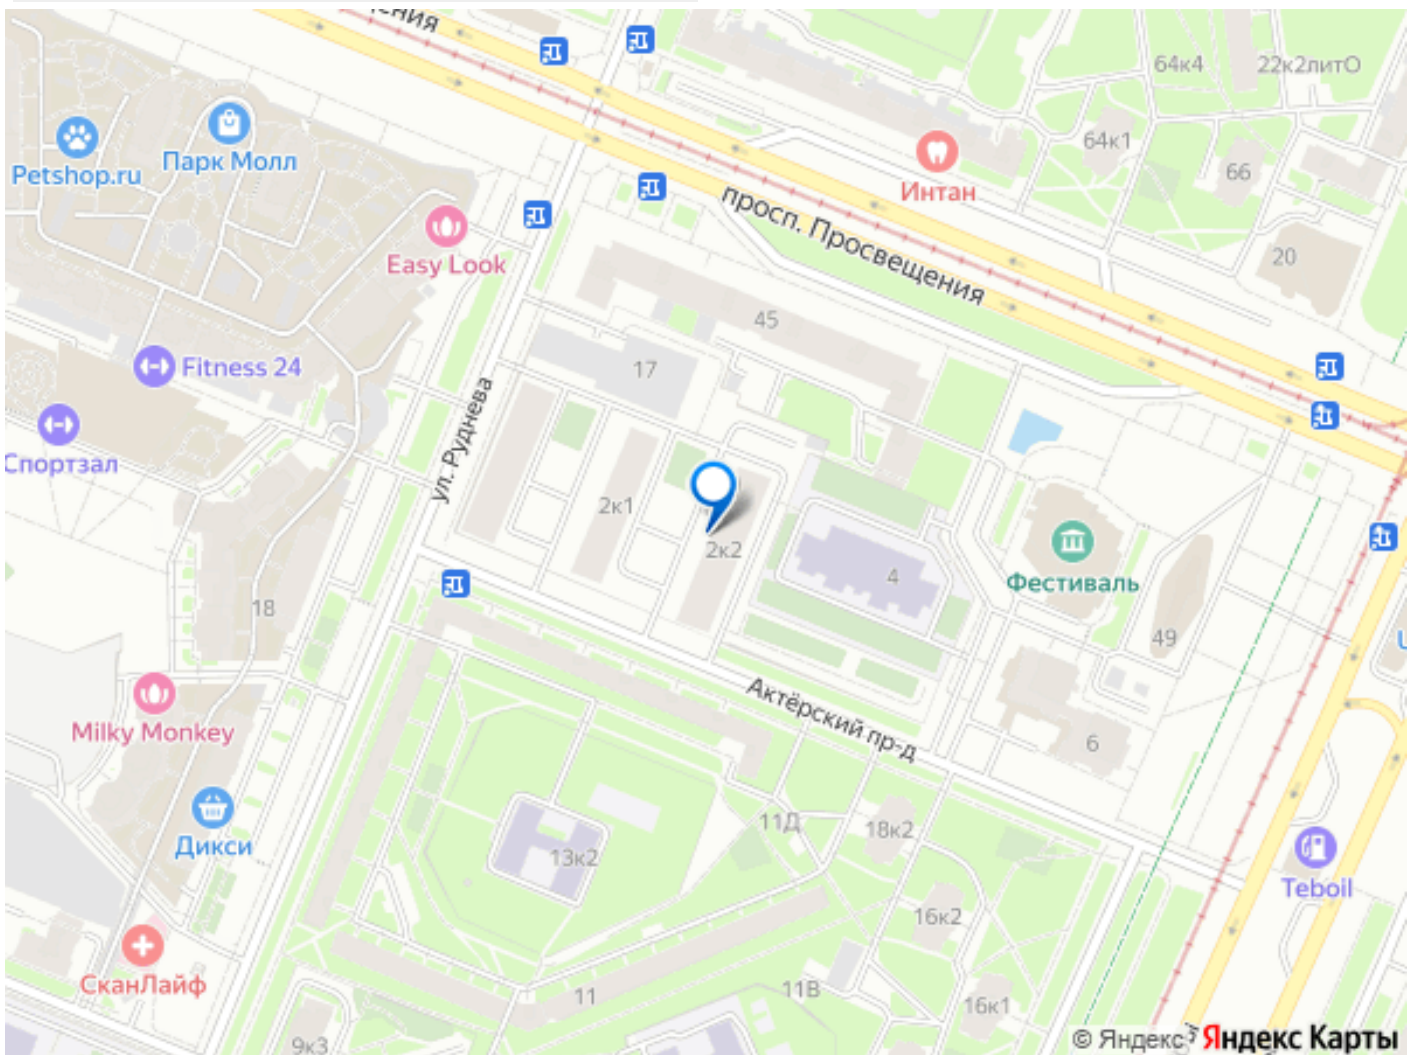 64к4
22к2литО
64к1
66
Petshop.ru
Парк Молл
Интан
просп. Просвещения
20
Easy Look
45
Fitness 24
17
ул. Руднева
Спортзал
2к1
2к2
4
Фестиваль
18
49
Актёрский пр-д
6
Milky Monkey
Дикси
11Д
18к2
13к2
Teboil
16к2
СканЛайф
11
11В
16к1
9к3
© Яндекс
Яндекс Карты